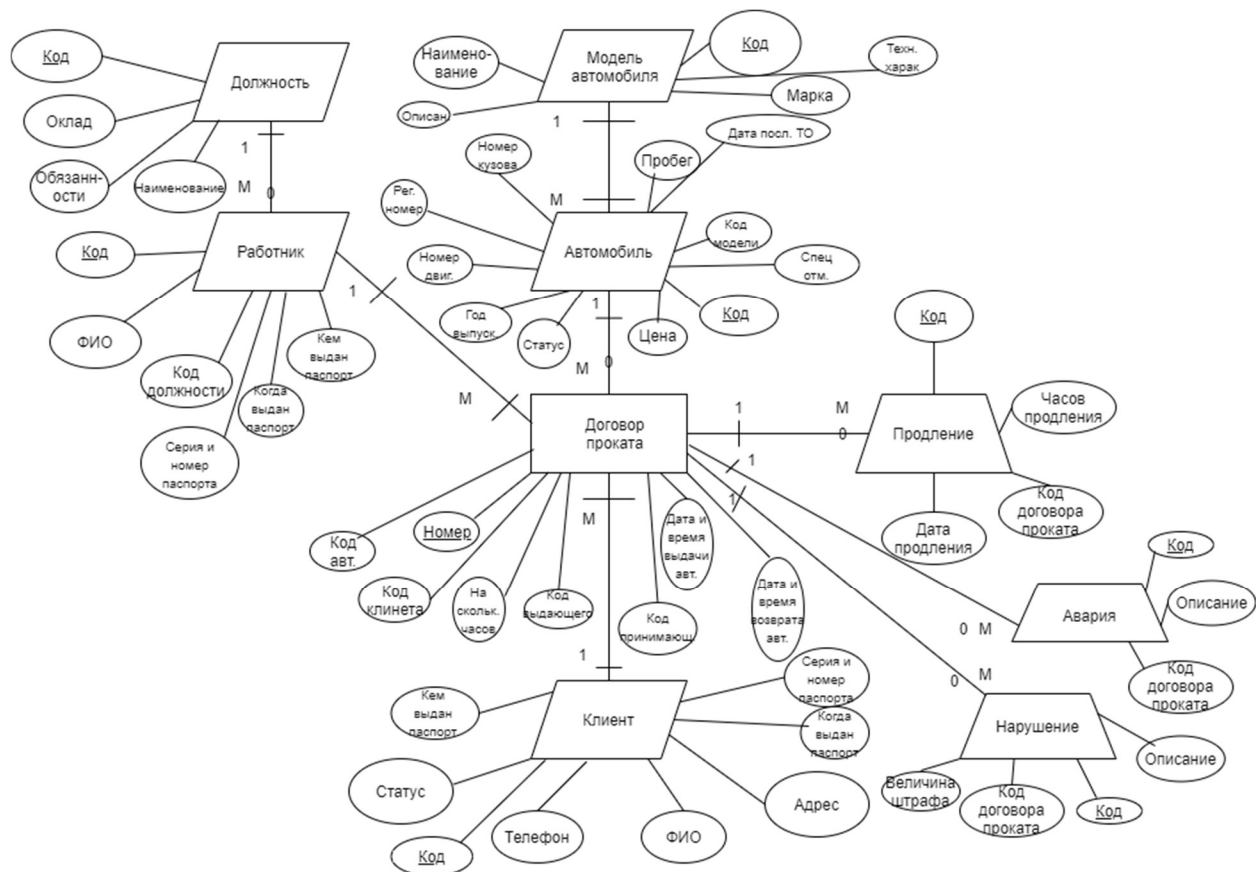 Код
Должность
Оклад
Обязанн-
ости
Наименование
1
М
0
Наимено-
вание
Модель
автомобиля
Код
Техн.
харак
Марка
Описан.
1
М
Дата посл. ТО
Номер
кузова
Пробег
Рег.
номер
Код
модели
Автомобиль
Номер
двиг.
Спец
отм.
Год
выпуск.
Статус
Цена
Код
1
М
0
Код
Работник
ФИО
Код
должности
Серия и
номер
паспорта
Когда
выдан
паспорт
Кем
выдан
паспорт
1
М
Договор
проката
Код
авт.
Номер
Код
клинета
На
скольк.
часов
Код
выдающего
Код
принимающ.
Дата и
время
выдачи
авт.
Дата и
время
возврата
авт.
1
М
0
Код
Часов
продления
Продление
Код
договора
проката
Дата
продления
1
0
М
Код
Описание
Авария
Код
договора
проката
1
М
0
Нарушение
Описание
Величина
штрафа
Код
договора
проката
Код
М
1
Кем
выдан
паспорт
Клиент
Серия и
номер
паспорта
Когда
выдан
паспорт
Статус
Код
Телефон
ФИО
Адрес